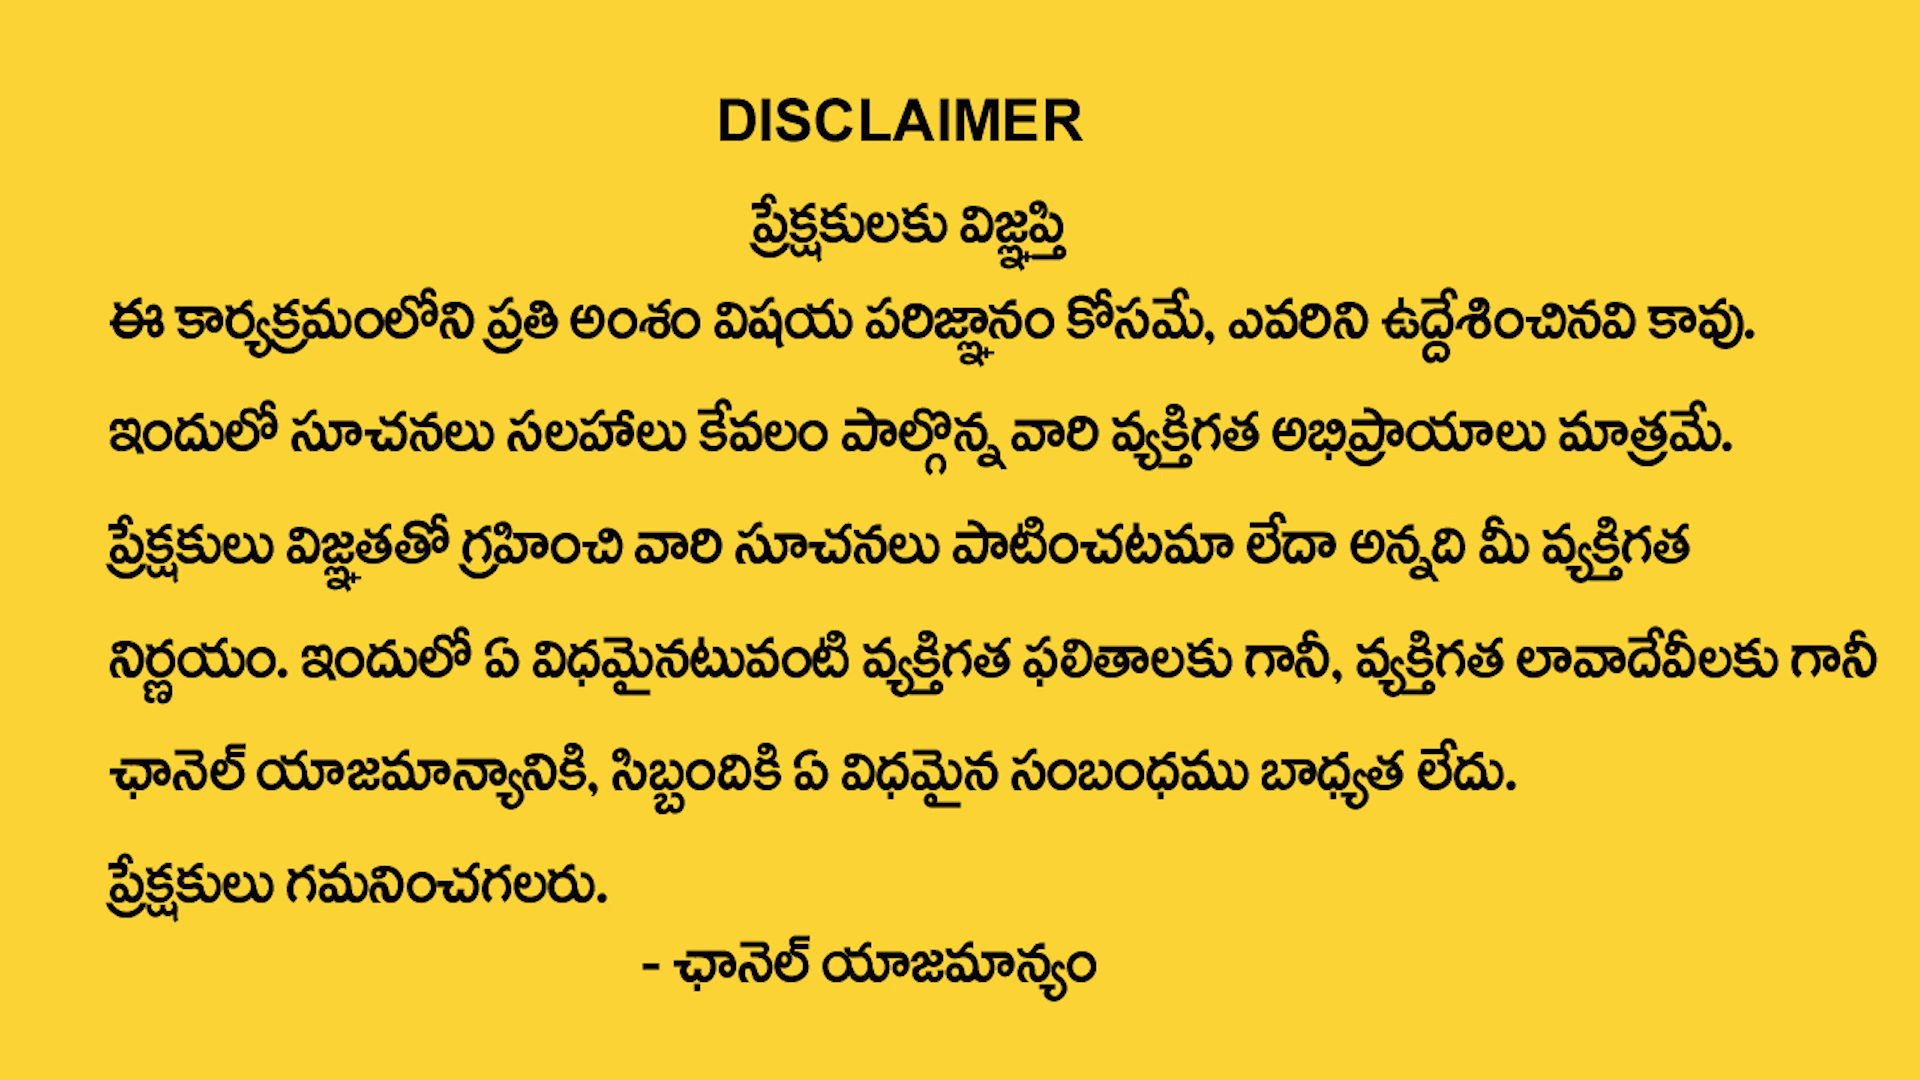 DISCLAIMER
ప్రేక్షకులకు విజ్ఞప్తి
ఈ కార్యక్రమంలోని ప్రతి అంశం విషయ పరిజ్ఞానం కోసమే, ఎవరిని ఉద్దేశించినవి కావు.
ఇందులో సూచనలు సలహాలు కేవలం పాల్గొన్న వారి వ్యక్తిగత అభిప్రాయాలు మాత్రమే.
ప్రేక్షకులు విజ్ఞతతో గ్రహించి వారి సూచనలు పాటించటమా లేదా అన్నది మీ వ్యక్తిగత
నిర్ణయం. ఇందులో ఏ విధమైనటువంటి వ్యక్తిగత ఫలితాలకు గానీ, వ్యక్తిగత లావాదేవీలకు గానీ
ఛానెల్ యాజమాన్యానికి, సిబ్బందికి ఏ విధమైన సంబంధము బాధ్యత లేదు.
ప్రేక్షకులు గమనించగలరు.
- ఛానెల్ యాజమాన్యం